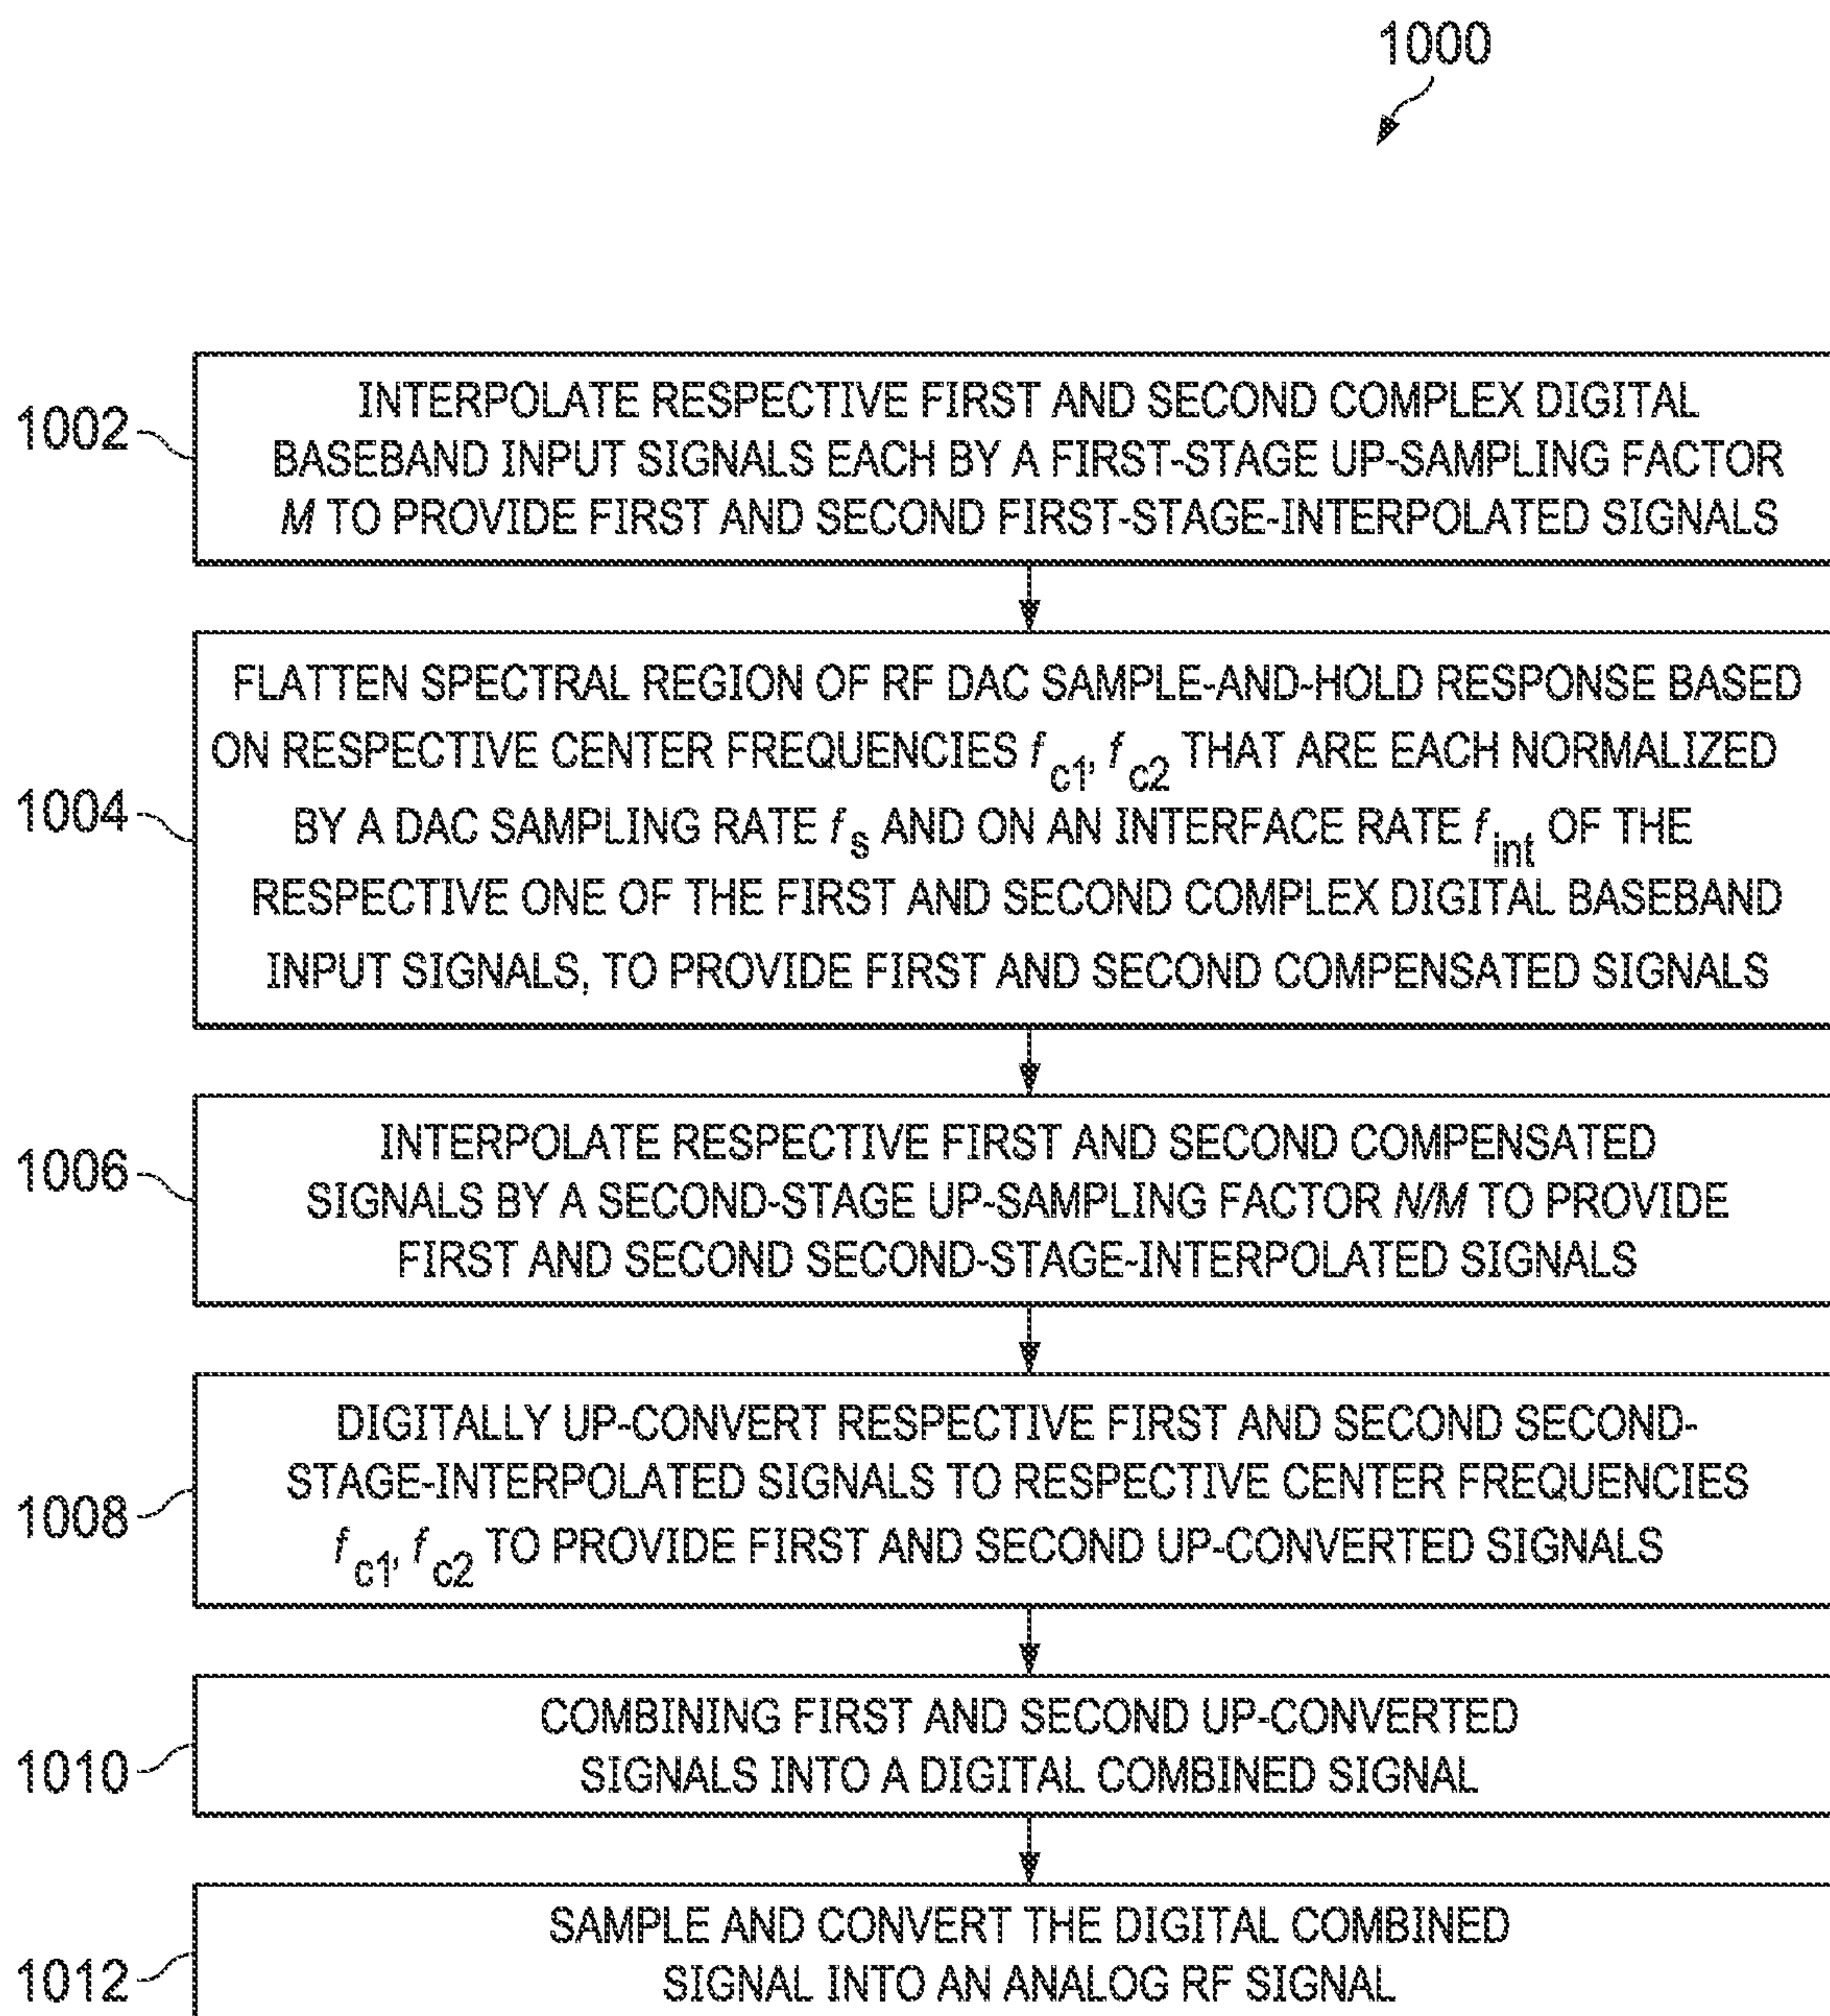 1000
1002
INTERPOLATE RESPECTIVE FIRST AND SECOND COMPLEX DIGITAL
BASEBAND INPUT SIGNALS EACH BY A FIRST-STAGE UP-SAMPLING FACTOR
M TO PROVIDE FIRST AND SECOND FIRST-STAGE-INTERPOLATED SIGNALS
1004
FLATTEN SPECTRAL REGION OF RF DAC SAMPLE-AND-HOLD RESPONSE BASED
ON RESPECTIVE CENTER FREQUENCIES f c1, f c2 THAT ARE EACH NORMALIZED
BY A DAC SAMPLING RATE f s AND ON AN INTERFACE RATE f int OF THE
RESPECTIVE ONE OF THE FIRST AND SECOND COMPLEX DIGITAL BASEBAND
INPUT SIGNALS, TO PROVIDE FIRST AND SECOND COMPENSATED SIGNALS
1006
INTERPOLATE RESPECTIVE FIRST AND SECOND COMPENSATED
SIGNALS BY A SECOND-STAGE UP-SAMPLING FACTOR N/M TO PROVIDE
FIRST AND SECOND SECOND-STAGE-INTERPOLATED SIGNALS
1008
DIGITALLY UP-CONVERT RESPECTIVE FIRST AND SECOND SECOND-
STAGE-INTERPOLATED SIGNALS TO RESPECTIVE CENTER FREQUENCIES
f c1, f c2 TO PROVIDE FIRST AND SECOND UP-CONVERTED SIGNALS
1010
COMBINING FIRST AND SECOND UP-CONVERTED
SIGNALS INTO A DIGITAL COMBINED SIGNAL
1012
SAMPLE AND CONVERT THE DIGITAL COMBINED
SIGNAL INTO AN ANALOG RF SIGNAL